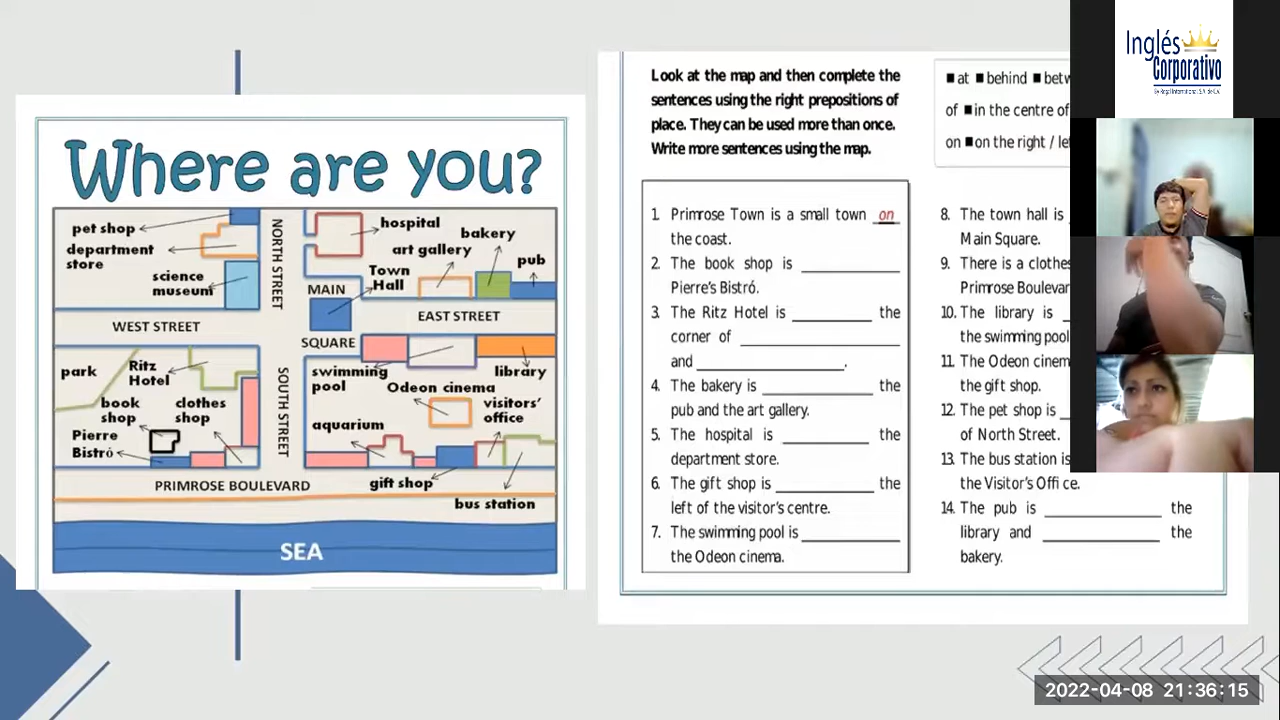 Where are you?
pet shop
department
store
science
museum
NORTH STREET
hospital
art gallery
bakery
pub
Town
Hall
MAIN
SQUARE
EAST STREET
WEST STREET
park
Ritz
Hotel
book
shop
clothes
shop
Pierre
Bistró
SOUTH STREET
swimming
pool
library
Odeon cinema
visitors'
office
aquarium
gift shop
bus station
PRIMROSE BOULEVARD
SEA
Look at the map and then complete the
sentences using the right prepositions of
place. They can be used more than once.
Write more sentences using the map.
1. Primrose Town is a small town on
the coast.
2. The book shop is ____________
Pierre's Bistró.
3. The Ritz Hotel is __________ the
corner of ____________________
and ___________________.
4. The bakery is ______________ the
pub and the art gallery.
5. The hospital is ___________ the
department store.
6. The gift shop is ____________ the
left of the visitor's centre.
7. The swimming pool is ____________
the Odeon cinema.
■ at ■ behind ■
of ■ in the centre of
on ■ on the right /
8. The town hall is
Main Square.
9. There is a clothes
Primrose
10. The library is
the swimming pool
11. The Odeon
the gift shop.
12. The pet shop is
of North Street.
13. The bus station is
the Visitor's Office.
14. The pub is ______________ the
library and ______________ the
bakery.
Inglés
Corporativo
2022-04-08 21:36:15